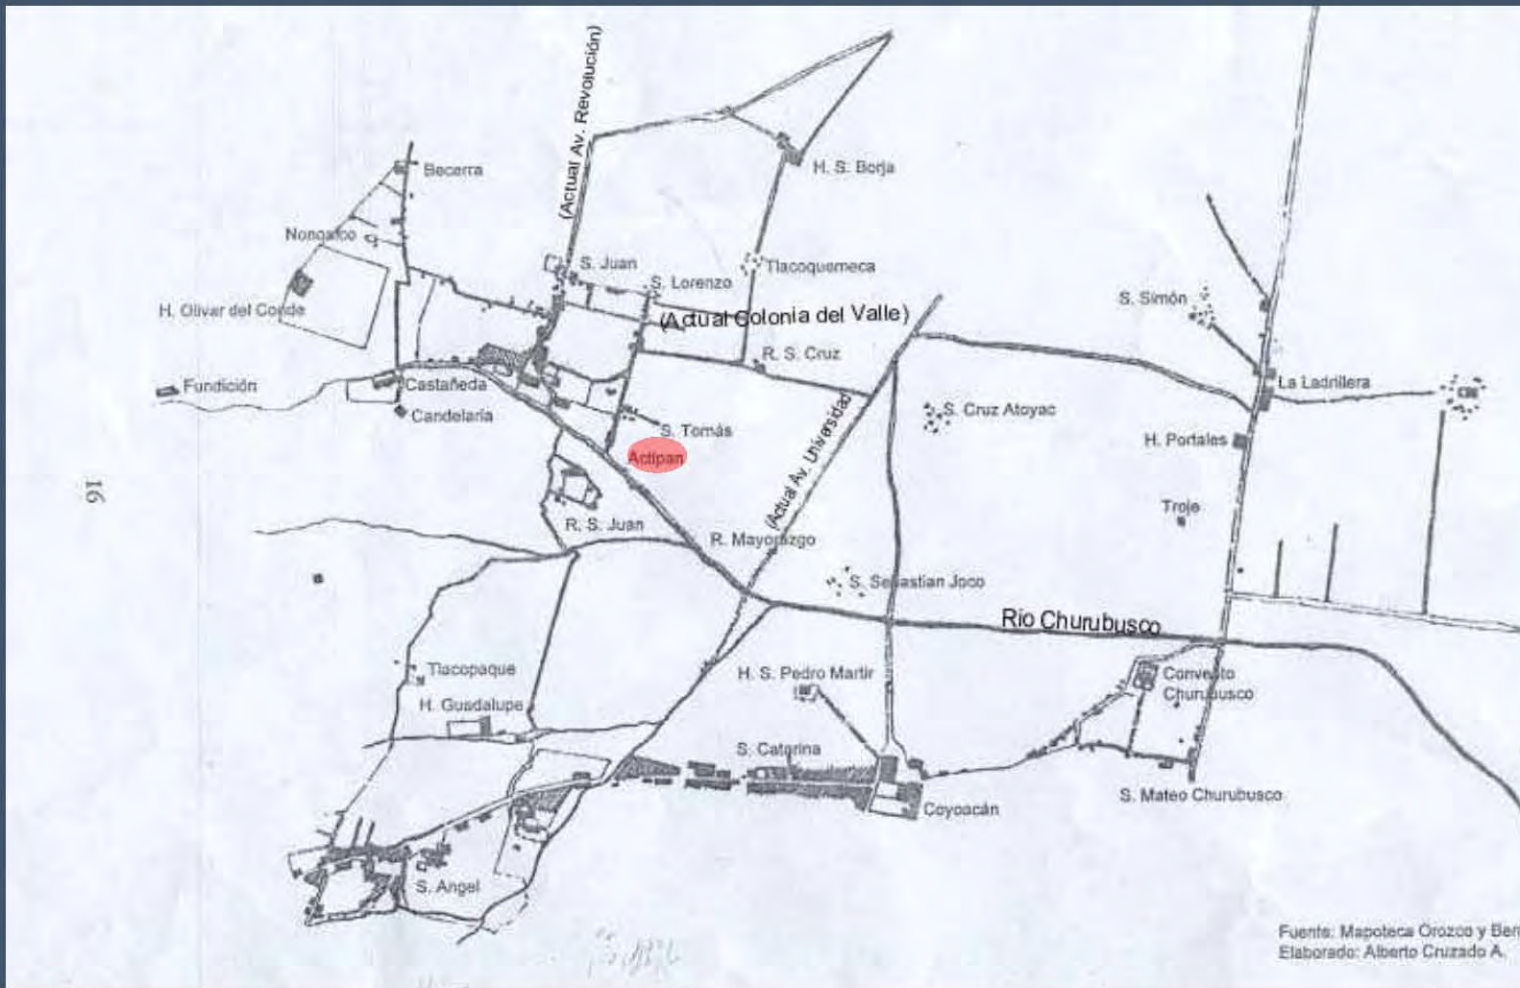 (Actual Av. Revolución)
Becerra
H. S. Borja
Nonoalco
S. Juan
S. Lorenzo
Tlacoquemeca
H. Olivar del Conde
(Actual Colonia del Valle)
S. Simón
R. S. Cruz
Fundición
Castañeda
La Ladrillera
Candelaria
S. Cruz Atoyac
S. Tomás
H. Portales
Actipan
(Actual Av. Universidad)
16
Troje
R. S. Juan
R. Mayorazgo
S. Sebastian Joco
Rio Churubusco
Tlacopaque
H. S. Pedro Martir
Convento
Churubusco
H. Guadalupe
S. Catarina
S. Mateo Churubusco
Coyoacán
S. Angel
Fuente: Mapoteca Orozco y Berr
Elaborado: Alberto Cruzado A.